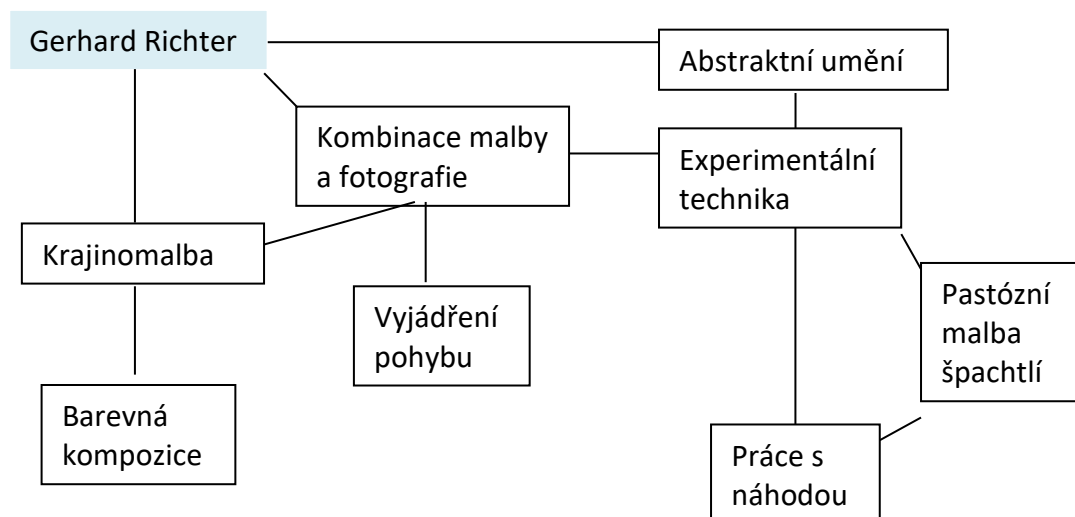 Gerhard Richter
Abstraktní umění
Kombinace malby
a fotografie
Experimentální
technika
Krajinomalba
Vyjádření
pohybu
Pastózní
malba
špachtlí
Barevná
kompozice
Práce s
náhodou